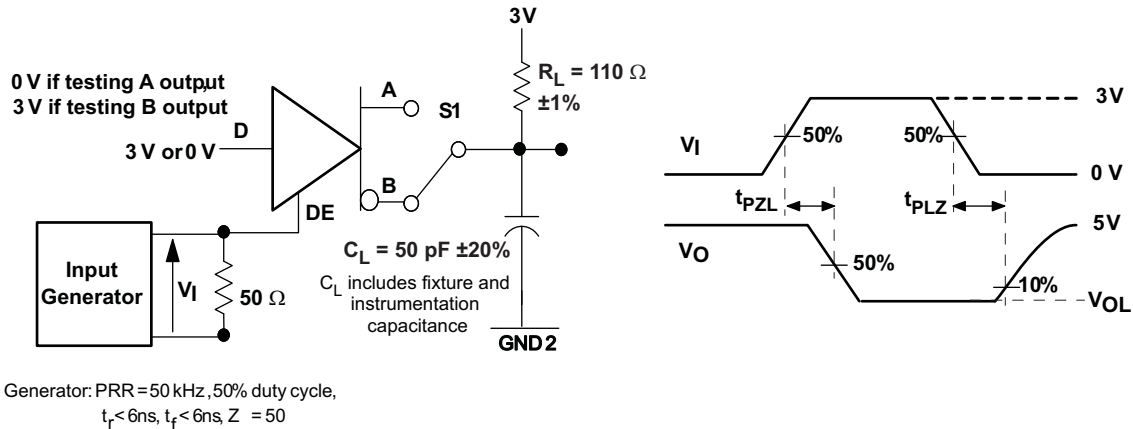 3V
R_L = 110 Ω
±1%
0 V if testing A output,
3 V if testing B output
A
S1
D
3 V or 0 V
B
DE
C_L = 50 pF ±20%
C_L includes fixture and
instrumentation
capacitance
GND 2
Input
Generator
V_I
50 Ω
Generator: PRR = 50 kHz, 50% duty cycle,
t_r < 6ns, t_f < 6ns, Z = 50
3V
V_I
50%
50%
0 V
t_PZL
t_PLZ
5V
V_O
50%
10%
V_OL